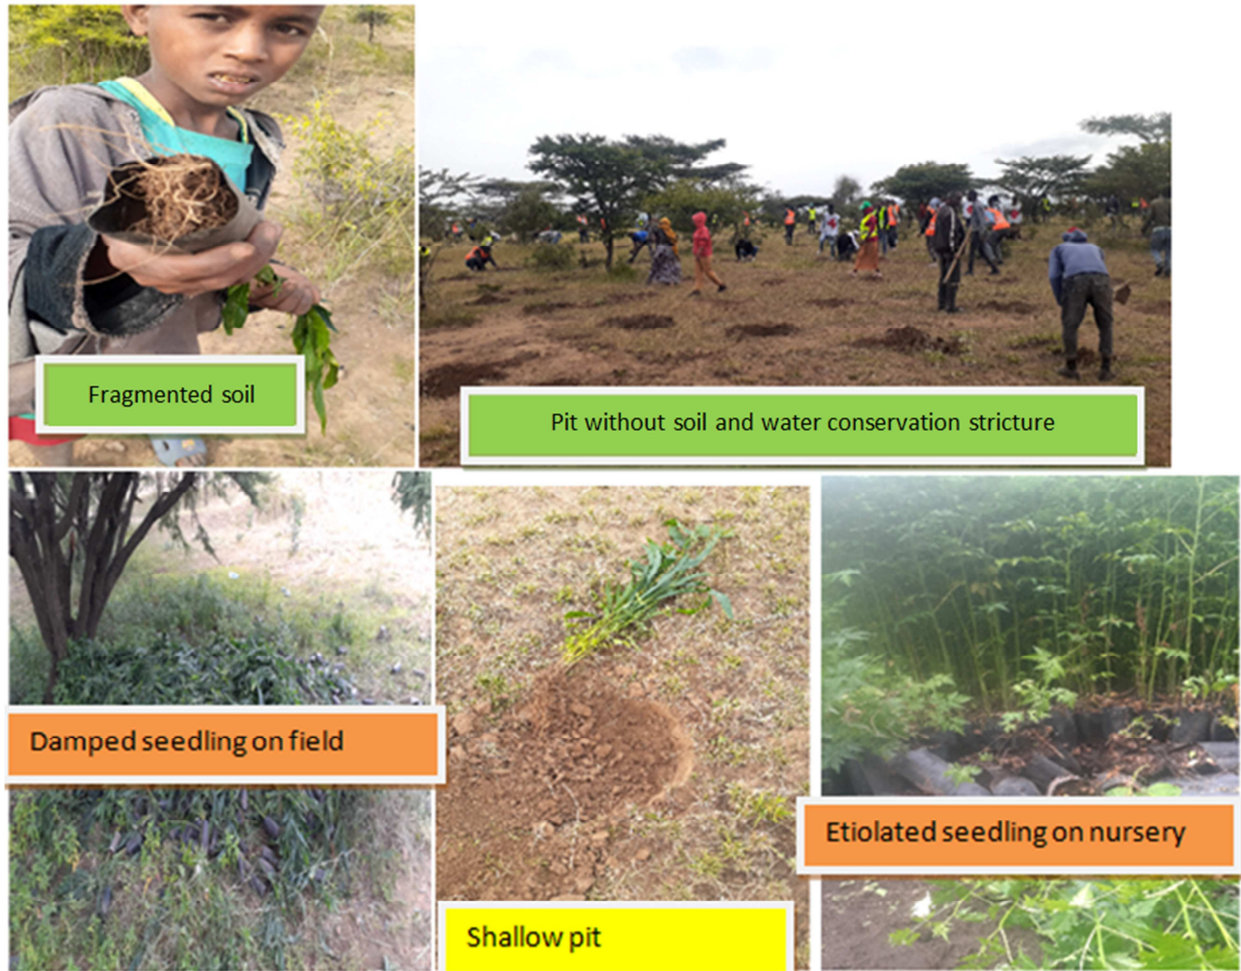 Fragmented soil
Pit without soil and water conservation stricture
Damped seedling on field
Etiolated seedling on nursery
Shallow pit